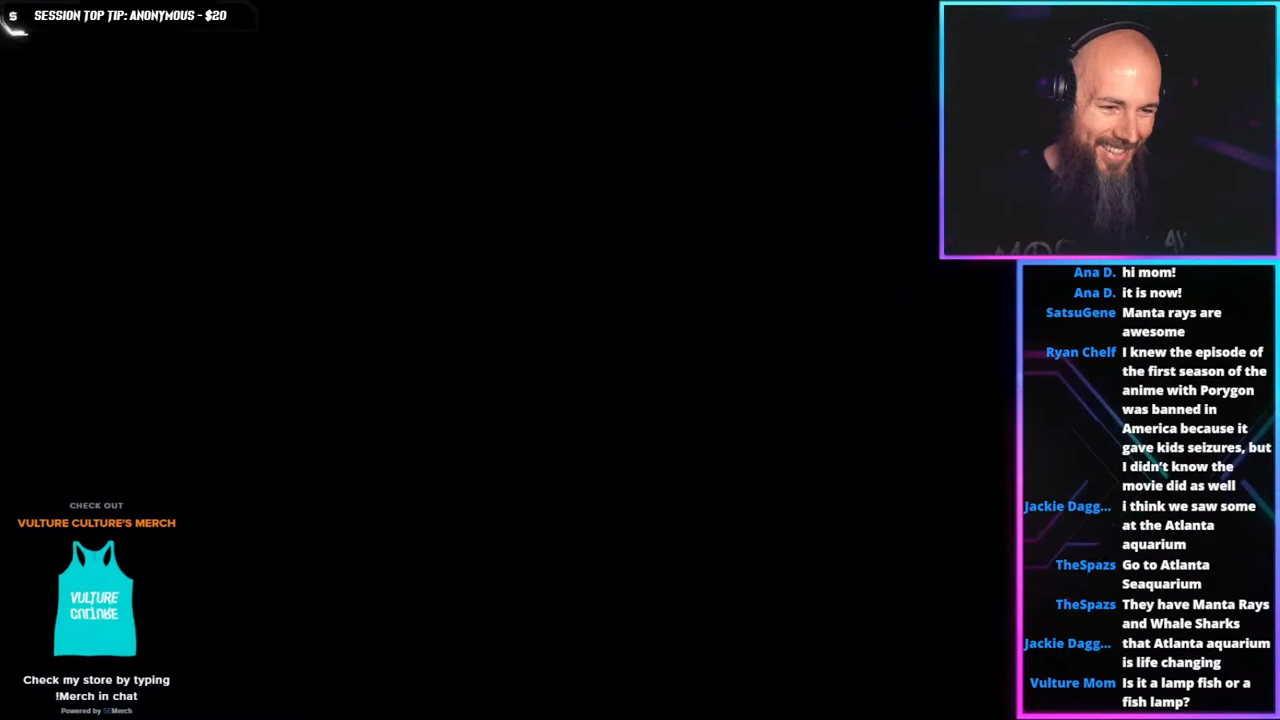 $ SESSION TOP TIP: ANONYMOUS - $20
Ana D. hi mom!
Ana D. it is now!
SatsuGene Manta rays are
awesome
Ryan Chelf I knew the episode of
the first season of the
anime with Porygon
was banned in
America because it
gave kids seizures, but
I didn't know the
movie did as well
Jackie Dagg... i think we saw some
at the Atlanta
aquarium
TheSpazs Go to Atlanta
Seaquarium
TheSpazs They have Manta Rays
and Whale Sharks
Jackie Dagg... that Atlanta aquarium
is life changing
Vulture Mom Is it a lamp fish or a
fish lamp?
CHECK OUT
VULTURE CULTURE'S MERCH
VULTURE
CULTURE
Check my store by typing
!Merch in chat
Powered by SEMerch